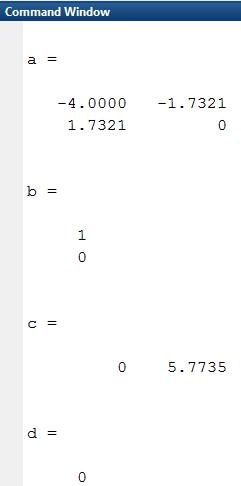 Command Window
a =
-4.0000 -1.7321
1.7321 0
b =
1
0
c =
0 5.7735
d =
0